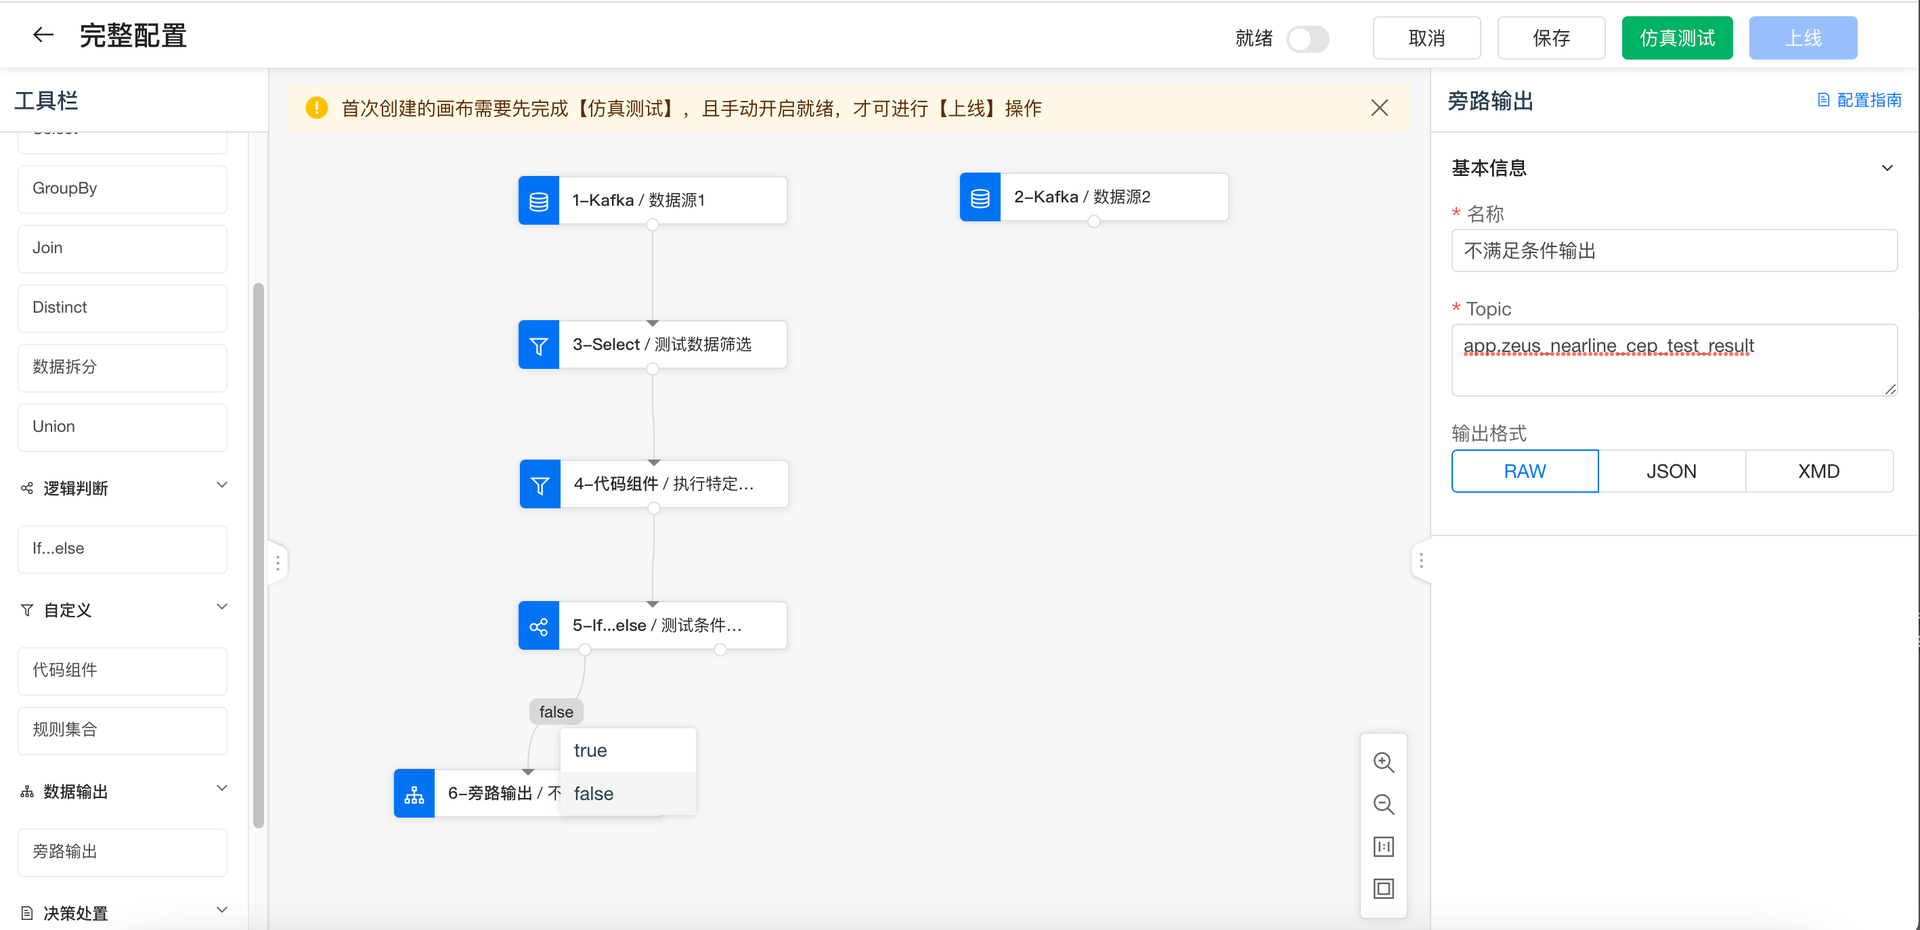 完整配置
就绪
取消
保存
仿真测试
上线
工具栏
Select
GroupBy
Join
Distinct
数据拆分
Union
逻辑判断
If...else
自定义
代码组件
规则集合
数据输出
旁路输出
决策处置
首次创建的画布需要先完成【仿真测试】，且手动开启就绪，才可进行【上线】操作
1-Kafka / 数据源1
2-Kafka / 数据源2
3-Select / 测试数据筛选
4-代码组件 / 执行特定...
5-If...else / 测试条件...
false
true
false
6-旁路输出 / 不
旁路输出
配置指南
基本信息
* 名称
不满足条件输出
* Topic
app.zeus_nearline_cep_test_result
输出格式
RAW
JSON
XMD